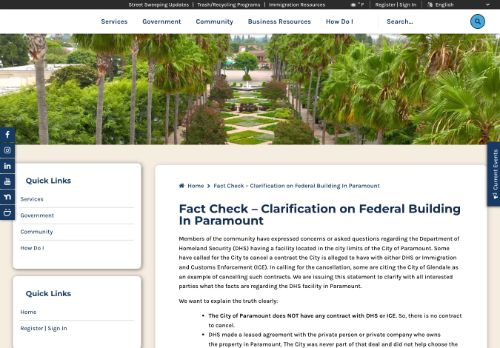 Street Sweeping Updates | Trash/Recycling Programs | Immigration Resources
° F | Register | Sign In English
Services Government Community Business Resources How Do I Search...
Current Events
Quick Links
Services
Government
Community
How Do I
Quick Links
Home
Register | Sign In
Home > Fact Check – Clarification on Federal Building In Paramount
Fact Check – Clarification on Federal Building
In Paramount
Members of the community have expressed concerns or asked questions regarding the Department of
Homeland Security (DHS) having a facility located in the city limits of the City of Paramount. Some
have called for the City to cancel a contract the City is alleged to have with either DHS or Immigration
and Customs Enforcement (ICE). In calling for the cancellation, some are citing the City of Glendale as
an example of cancelling such contracts. We are issuing this statement to clarify with all interested
parties what the facts are regarding the DHS facility in Paramount.
We want to explain the truth clearly:
• The City of Paramount does NOT have any contract with DHS or ICE. So, there is no contract
to cancel.
• DHS made a leased agreement with the private person or private company who owns
the property in Paramount. The City was never part of that deal and did not help choose the